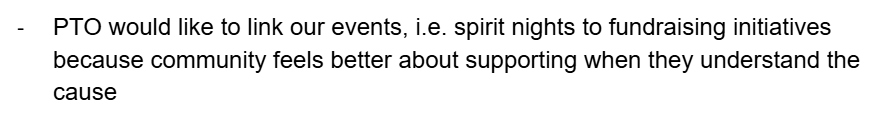 - PTO would like to link our events, i.e. spirit nights to fundraising initiatives
because community feels better about supporting when they understand the
cause